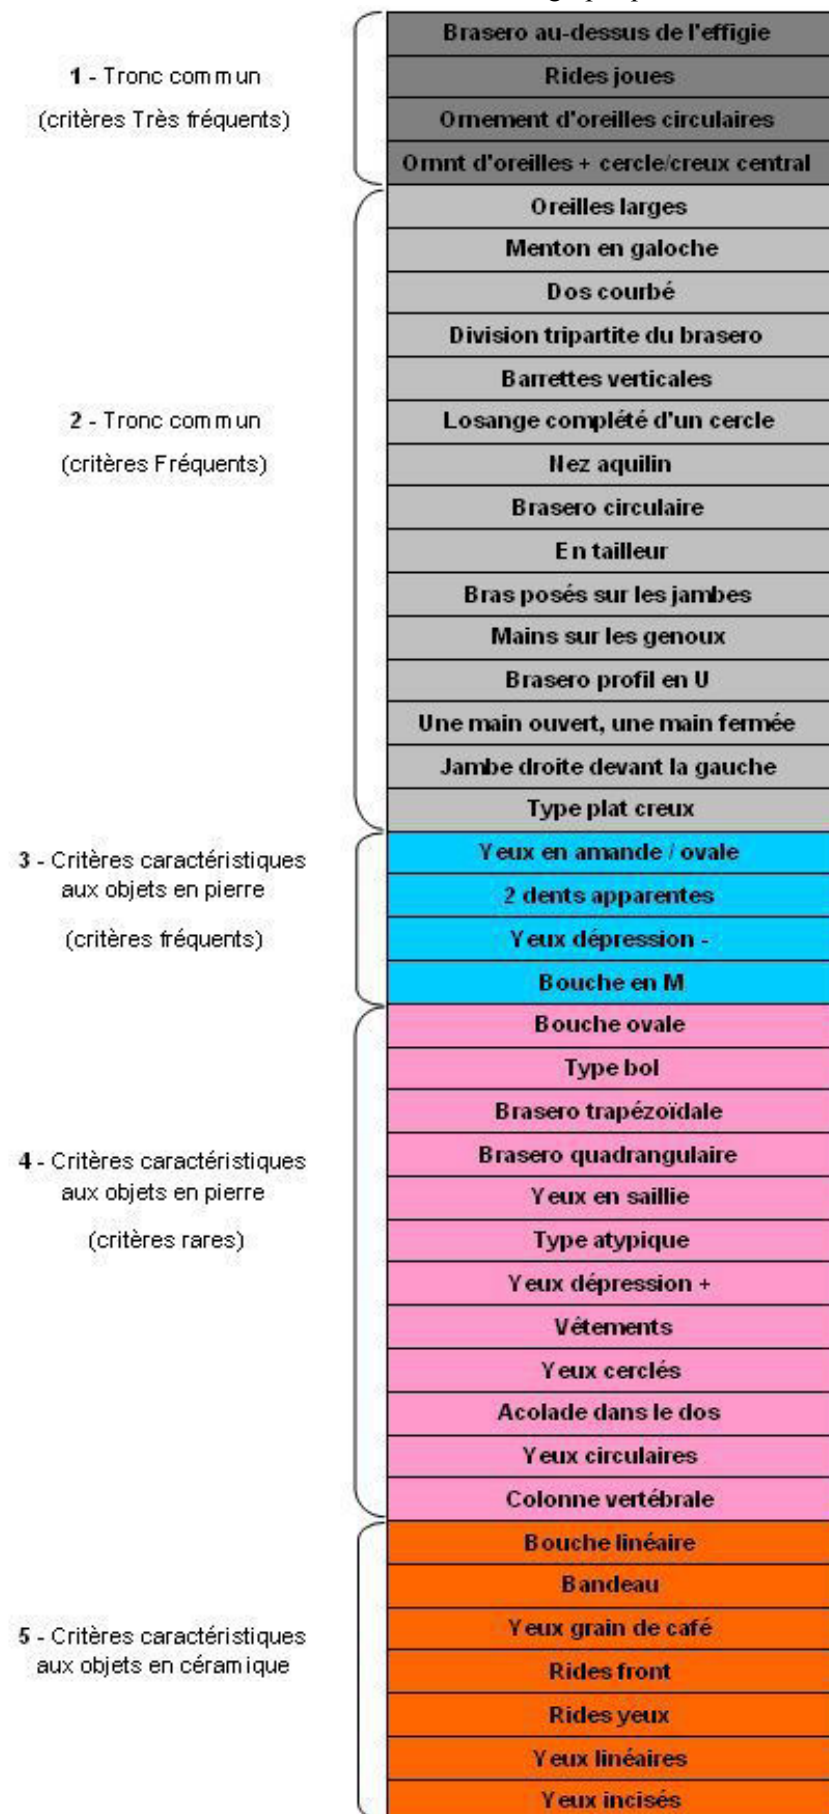 Brasero au-dessus de l'effigie
1 - Tronc commun
(critères Très fréquents)
Rides joues
Ornement d'oreilles circulaires
Ornnt d'oreilles + cercle/creux central
Oreilles larges
Menton en galoche
Dos courbé
Division tripartite du brasero
Barrettes verticales
2 - Tronc commun
(critères Fréquents)
Losange complété d'un cercle
Nez aquilin
Brasero circulaire
En tailleur
Bras posés sur les jambes
Mains sur les genoux
Brasero profil en U
Une main ouvert, une main fermée
Jambe droite devant la gauche
Type plat creux
3 - Critères caractéristiques
aux objets en pierre
(critères fréquents)
Yeux en amande / ovale
2 dents apparentes
Yeux dépression -
Bouche en M
Bouche ovale
Type bol
Brasero trapézoïdale
4 - Critères caractéristiques
aux objets en pierre
(critères rares)
Brasero quadrangulaire
Yeux en saillie
Type atypique
Yeux dépression +
Vêtements
Yeux cerclés
Acolade dans le dos
Yeux circulaires
Colonne vertébrale
Bouche linéaire
Bandeau
5 - Critères caractéristiques
aux objets en céramique
Yeux grain de café
Rides front
Rides yeux
Yeux linéaires
Yeux incisés